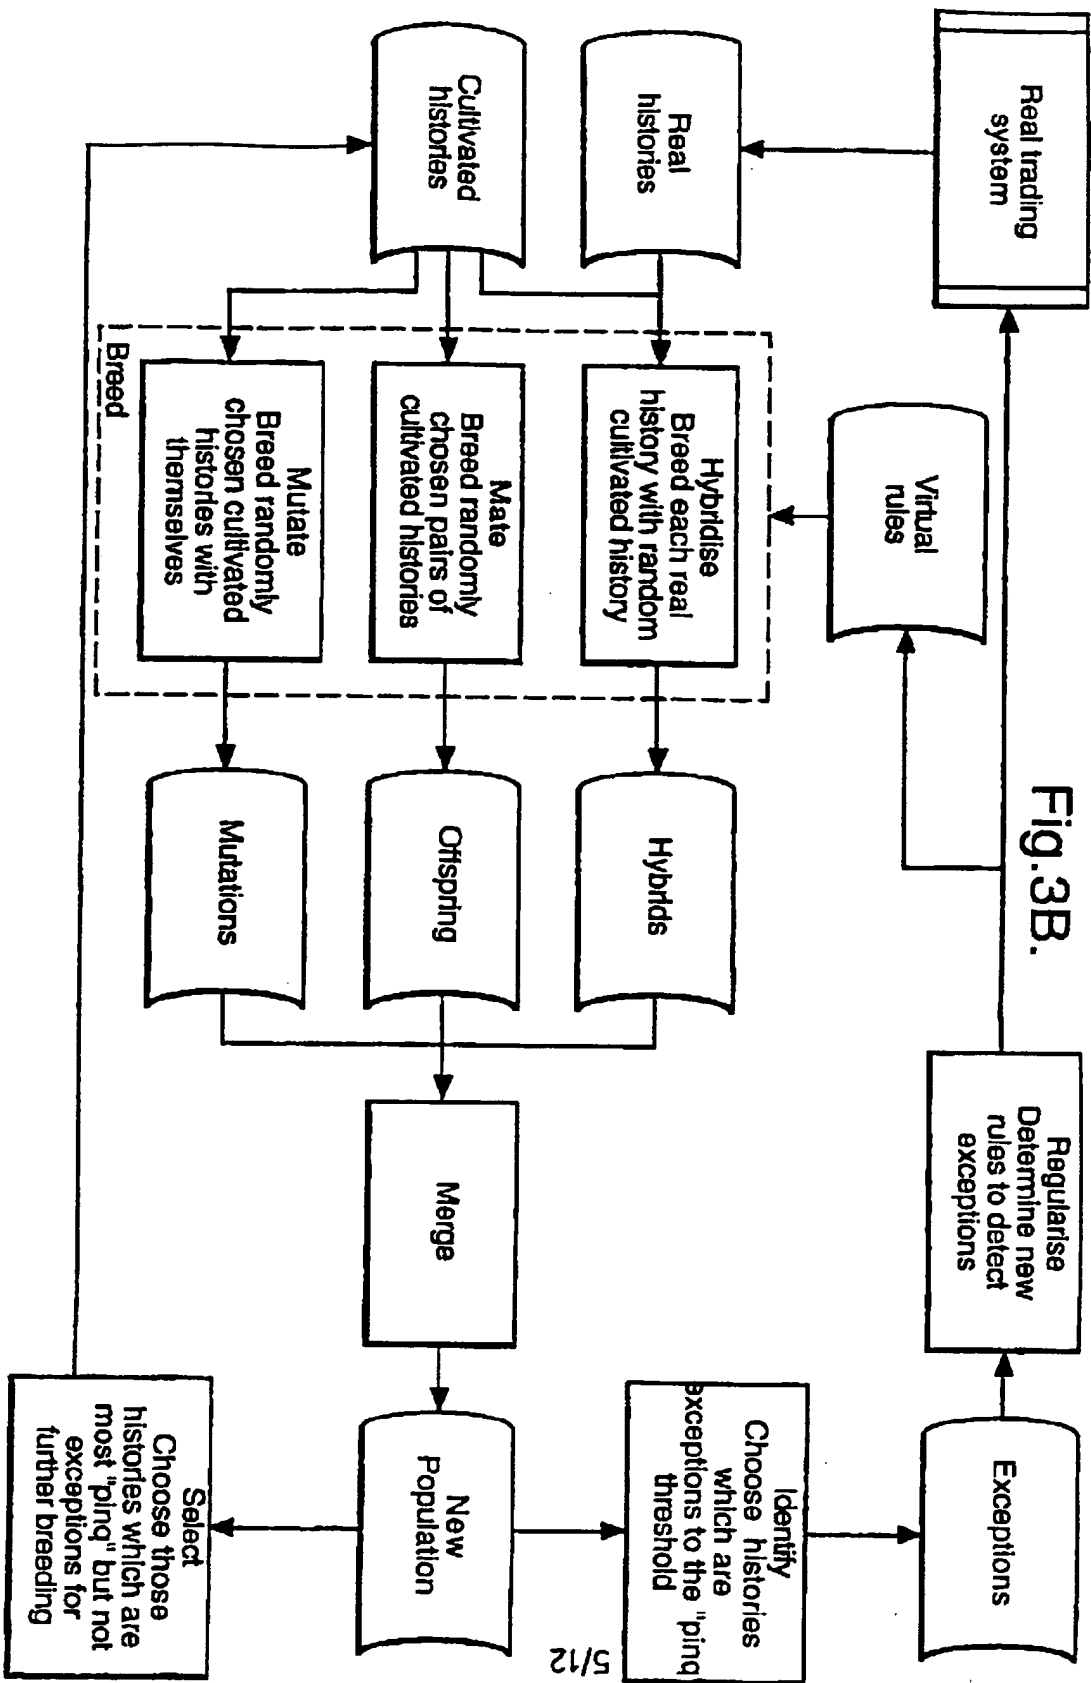 Fig.3B.
Real trading
system
Regularise
Determine new
rules to detect
exceptions
Exceptions
Virtual
rules
Real
histories
Hybridise
Breed each real
history with random
cultivated history
Hybrids
Identify
Choose histories
which are
exceptions to the "pinq
threshold
5/12
Cultivated
histories
Mate
Breed randomly
chosen pairs of
cultivated histories
Offspring
Merge
New
Population
Mutate
Breed randomly
chosen cultivated
histories with
themselves
Breed
Mutations
Select
Choose those
histories which are
most "pinq" but not
exceptions for
further breeding